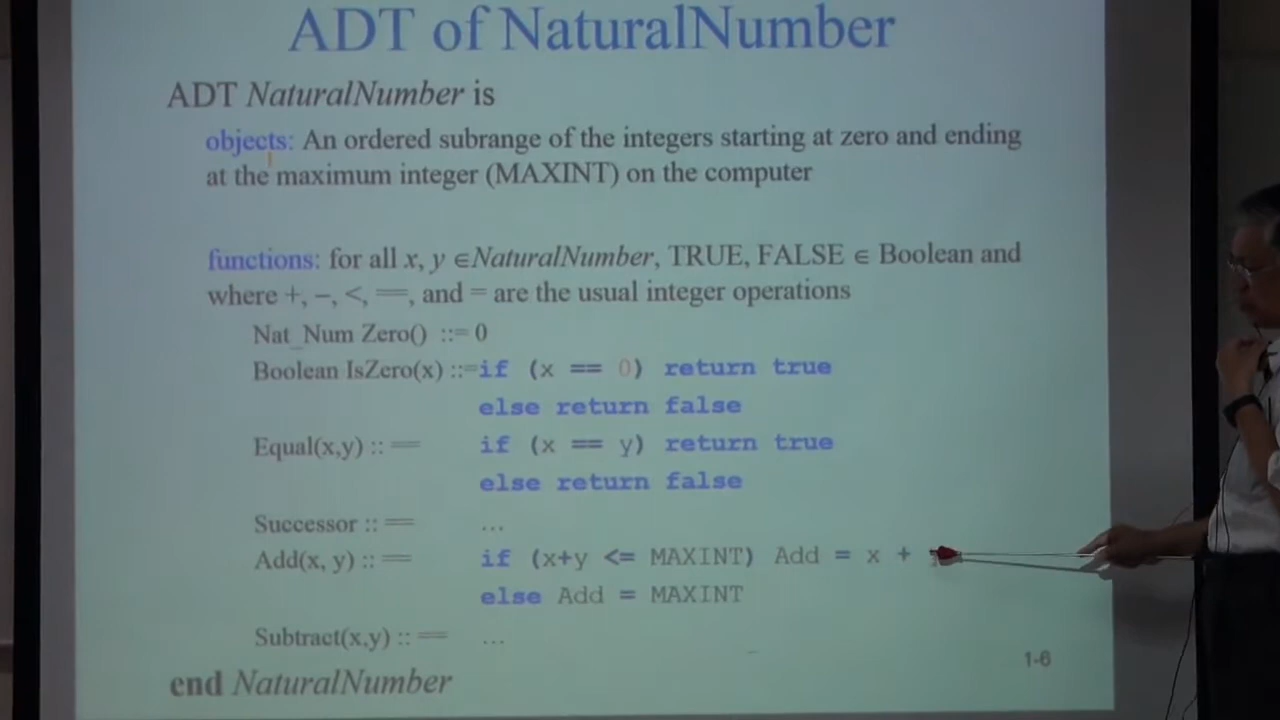 ADT of NaturalNumber
ADT NaturalNumber is
objects: An ordered subrange of the integers starting at zero and ending
at the maximum integer (MAXINT) on the computer
functions: for all x, y ∈NaturalNumber, TRUE, FALSE ∈ Boolean and
where +, −, <, ==, and = are the usual integer operations
Nat_Num Zero() ::= 0
Boolean IsZero(x) ::=if (x == 0) return true
else return false
Equal(x,y) :: == if (x == y) return true
else return false
Successor :: == ...
Add(x, y) :: == if (x+y <= MAXINT) Add = x +
else Add = MAXINT
Subtract(x,y) :: == ...
1-6
end NaturalNumber